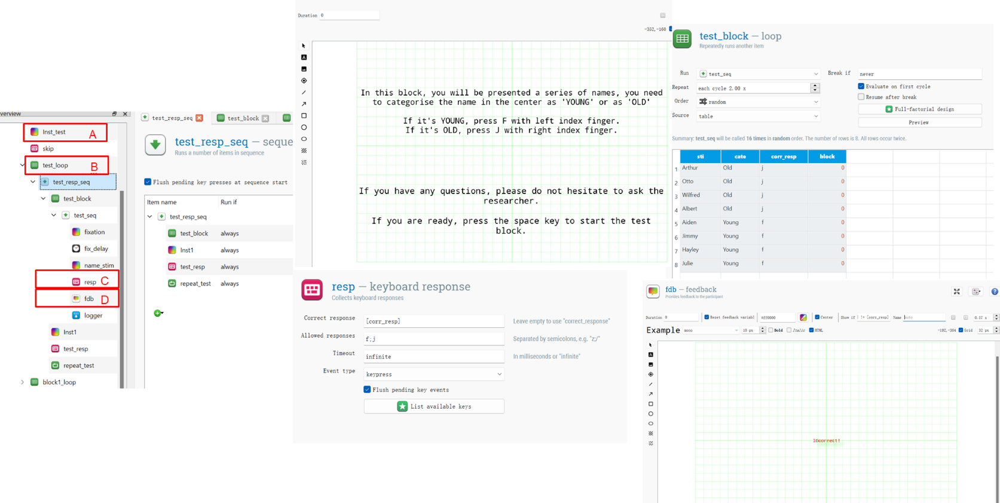 verview
Inst_test A
skip
test_loop B
test_resp_seq
test_block
test_seq
fixation
fix_delay
name_stim
resp C
fdb D
logger
Inst1
test_resp
repeat_test
block1_loop
test_resp_seq
test_block
test_resp_seq — seque
Runs a number of items in sequence
Flush pending key presses at sequence start
Item name Run if
test_resp_seq
test_block always
Inst1 always
test_resp always
repeat_test always
Duration 0
-352,-160
In this block, you will be presented a series of names, you need
to categorise the name in the center as 'YOUNG' or as 'OLD'
If it's YOUNG, press F with left index finger.
If it's OLD, press J with right index finger.
If you have any questions, please do not hesitate to ask the
researcher.
If you are ready, press the space key to start the test
block.
resp — keyboard response
Collects keyboard responses
Correct response [corr_resp] Leave empty to use "correct_response"
Allowed responses f;j Separated by semicolons, e.g. "z;/"
Timeout infinite In milliseconds or "infinite"
Event type keypress
Flush pending key events
List available keys
test_block — loop
Repeatedly runs another item
Run test_seq Break if never
Repeat each cycle 2.00 x Evaluate on first cycle
Order random Resume after break
Source table Full-factorial design
Preview
Summary: test_seq will be called 16 times in random order. The number of rows is 8. All rows occur twice.
sti cate corr_resp block
1 Arthur Old j 0
2 Otto Old j 0
3 Wilfred Old j 0
4 Albert Old j 0
5 Aiden Young f 0
6 Jimmy Young f 0
7 Hayley Young f 0
8 Julie Young f 0
fdb — feedback
Provides feedback to the participant
Duration 0 Reset feedback variabl #ff0000 Center Show if ! != [corr_resp] Name auto 0.37 x
Example mono 18 px Bold Italic HTML -192,-384 Grid 32 px